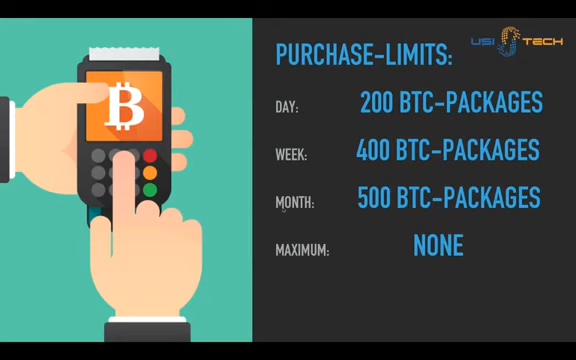 USI TECH
PURCHASE-LIMITS:
DAY: 200 BTC-PACKAGES
WEEK: 400 BTC-PACKAGES
MONTH: 500 BTC-PACKAGES
MAXIMUM: NONE